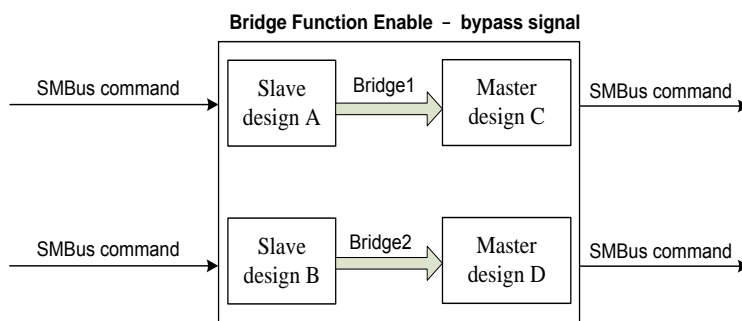 Bridge Function Enable - bypass signal
SMBus command
Slave
design A
Bridge1
Master
design C
SMBus command
SMBus command
Slave
design B
Bridge2
Master
design D
SMBus command